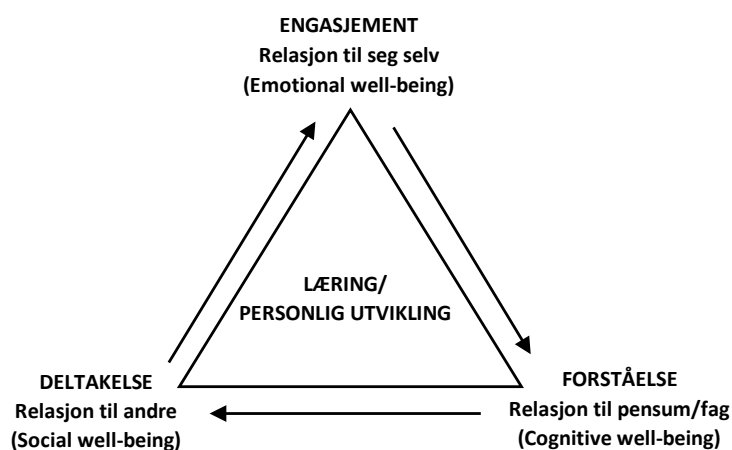 ENGASJEMENT
Relasjon til seg selv
(Emotional well-being)
LÆRING/
PERSONLIG UTVIKLING
DELTAKELSE
Relasjon til andre
(Social well-being)
FORSTÅELSE
Relasjon til pensum/fag
(Cognitive well-being)